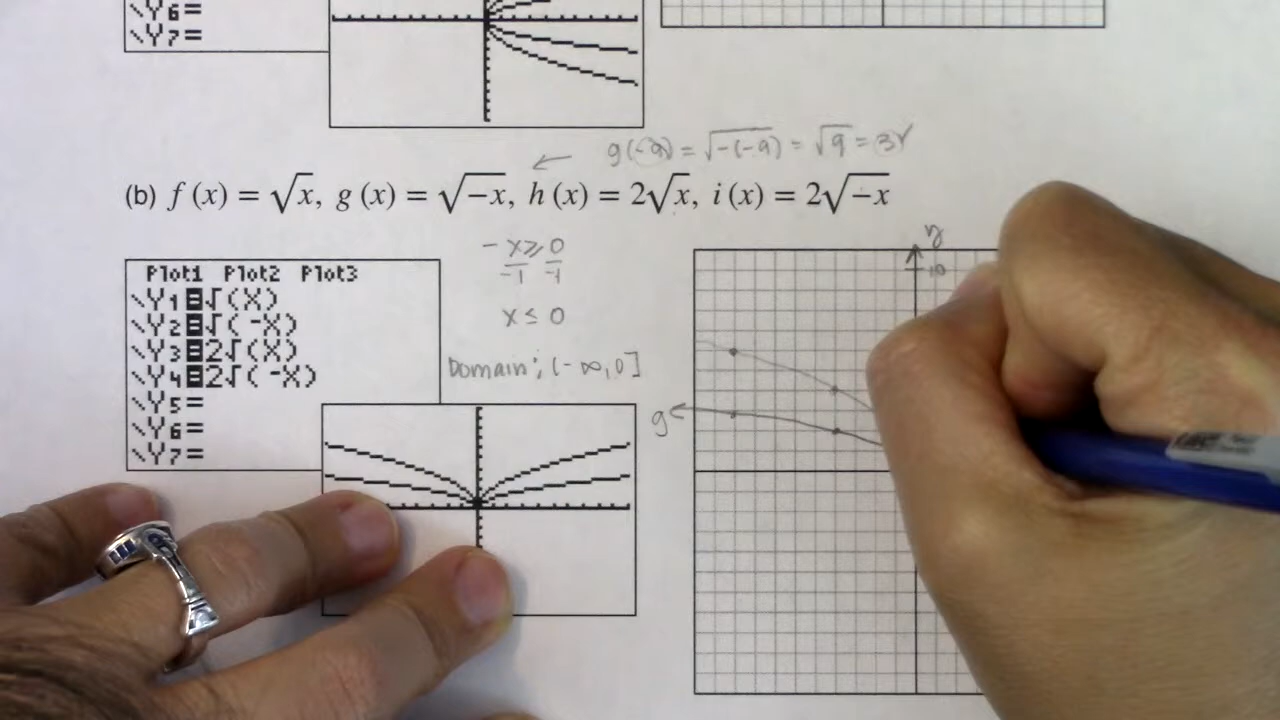 \Y6=
\Y7=
g(-9) = √-(-9) = √9 = 3✓
←
(b) f (x) = √x, g (x) = √-x, h (x) = 2√x, i (x) = 2√-x
y
10
-x ≥ 0
-1 -1
x ≤ 0
Domain: (-∞, 0]
Plot1 Plot2 Plot3
\Y1=√(X)
\Y2=√(-X)
\Y3=2√(X)
\Y4=2√(-X)
\Y5=
\Y6=
\Y7=
g